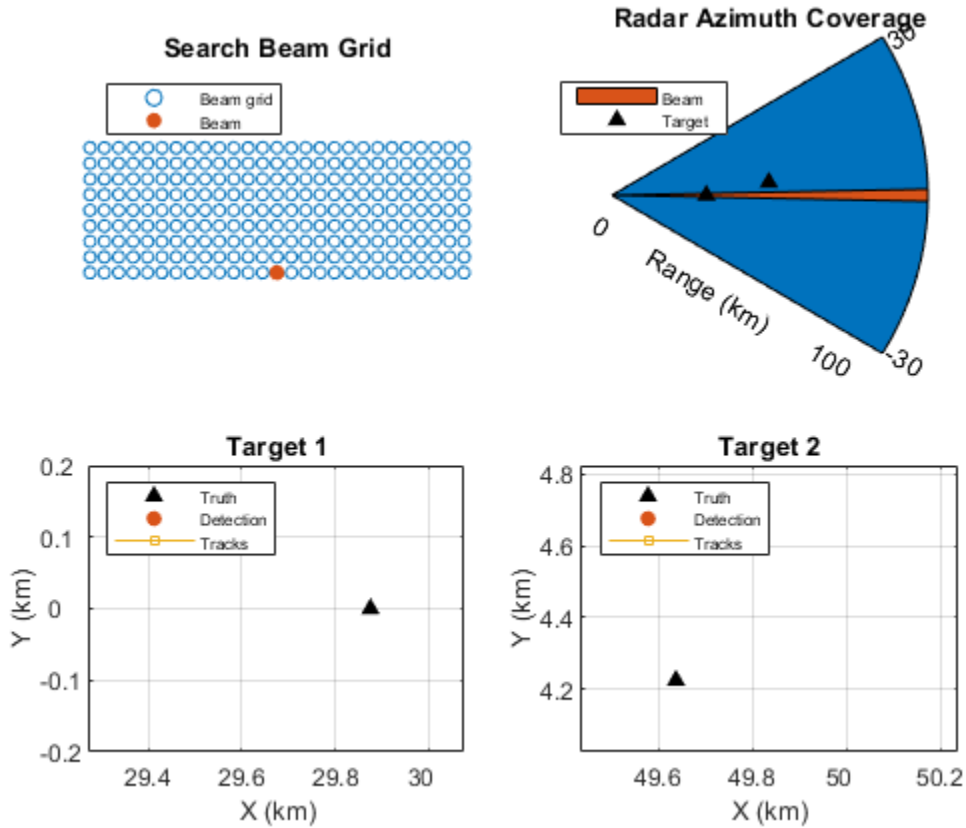 Search Beam Grid
Beam grid
Beam
Radar Azimuth Coverage
Beam
Target
30
0
Range (km)
100
-30
Target 1
Truth
Detection
Tracks
0.2
0.1
0
-0.1
-0.2
Y (km)
29.4
29.6
29.8
30
X (km)
Target 2
Truth
Detection
Tracks
4.8
4.6
4.4
4.2
Y (km)
49.6
49.8
50
50.2
X (km)